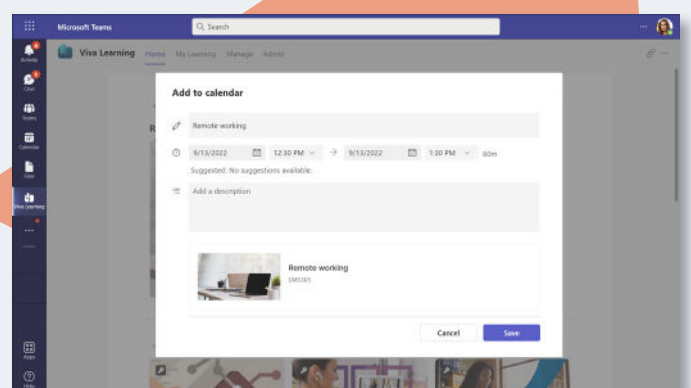 Microsoft Teams
Search
Activity
Chat
Teams
Calendar
Files
Viva Learning
Apps
Help
Viva Learning Home My Learning Manage Admin
Add to calendar
Remote working
9/13/2022 12:30 PM → 9/13/2022 1:30 PM
Suggested: No suggestions available.
Add a description
Remote working
LMS365
Cancel Save